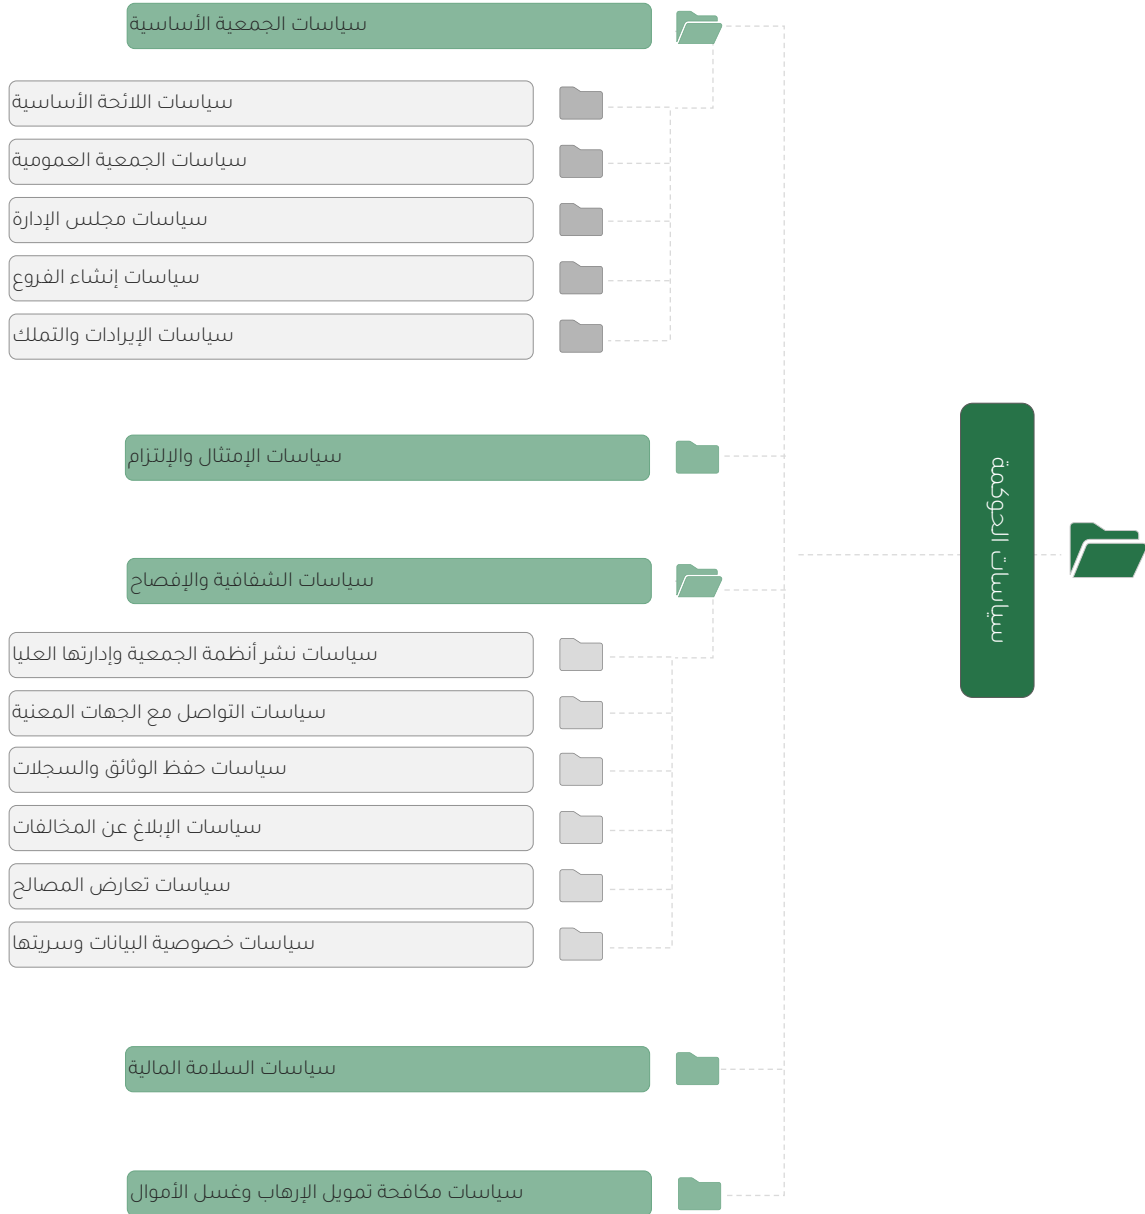 سياسات الحوكمة
سياسات الجمعية الأساسية
سياسات اللائحة الأساسية
سياسات الجمعية العمومية
سياسات مجلس الإدارة
سياسات إنشاء الفروع
سياسات الإيرادات والتملك
سياسات الإمتثال والإلتزام
سياسات الشفافية والإفصاح
سياسات نشر أنظمة الجمعية وإدارتها العليا
سياسات التواصل مع الجهات المعنية
سياسات حفظ الوثائق والسجلات
سياسات الإبلاغ عن المخالفات
سياسات تعارض المصالح
سياسات خصوصية البيانات وسريتها
سياسات السلامة المالية
سياسات مكافحة تمويل الإرهاب وغسل الأموال